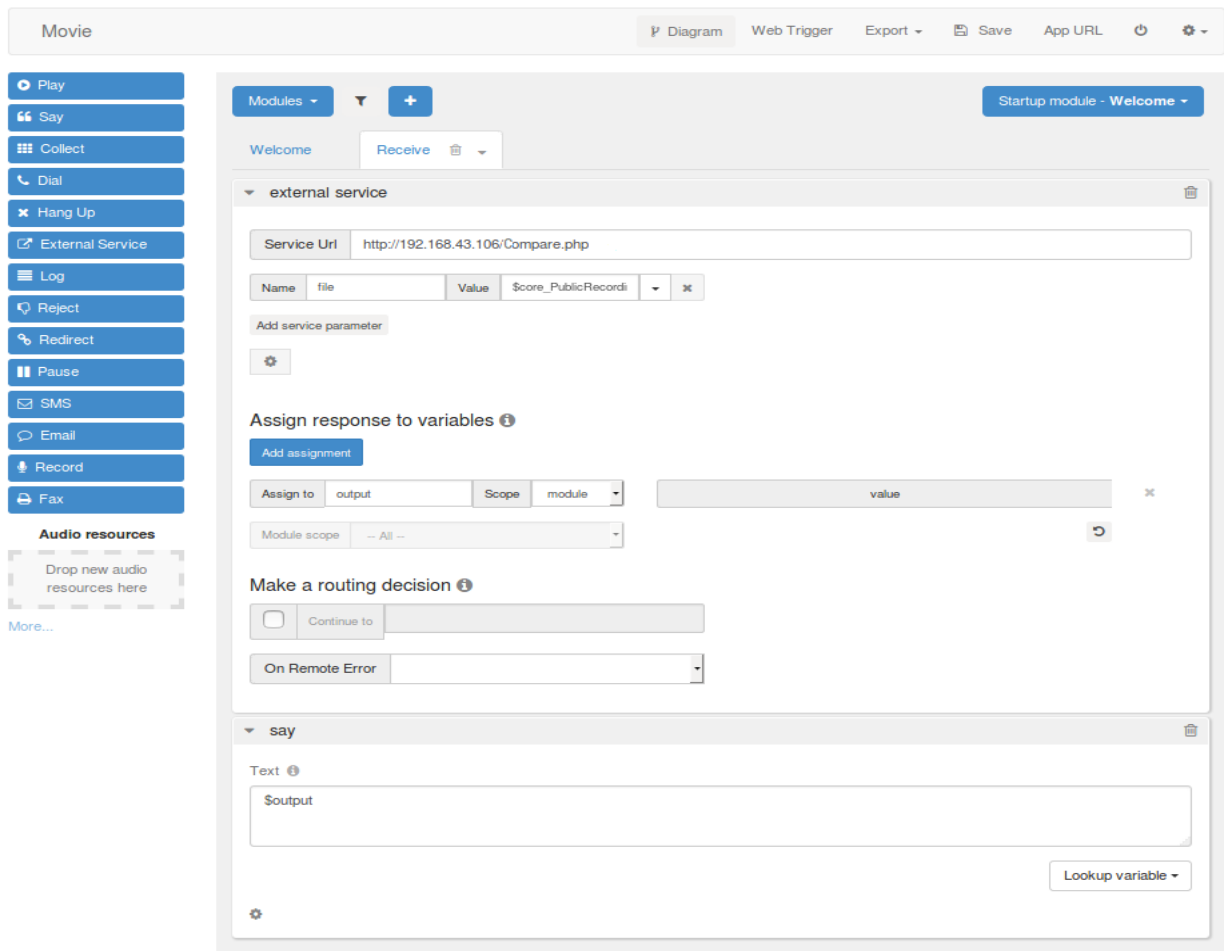 Movie
Diagram
Web Trigger
Export
Save
App URL
Play
Say
Collect
Dial
Hang Up
External Service
Log
Reject
Redirect
Pause
SMS
Email
Record
Fax
Audio resources
Drop new audio
resources here
More...
Modules
Startup module - Welcome
Welcome
Receive
external service
Service Url http://192.168.43.106/Compare.php
Name file Value $core_PublicRecordi
Add service parameter
Assign response to variables
Add assignment
Assign to output Scope module value
Module scope -- All --
Make a routing decision
Continue to
On Remote Error
say
Text
$output
Lookup variable